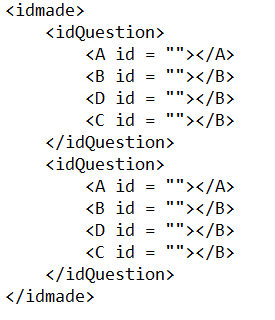 <idmade>
    <idQuestion>
        <A id = ""></A>
        <B id = ""></B>
        <D id = ""></B>
        <C id = ""></B>
    </idQuestion>
    <idQuestion>
        <A id = ""></A>
        <B id = ""></B>
        <D id = ""></B>
        <C id = ""></B>
    </idQuestion>
</idmade>